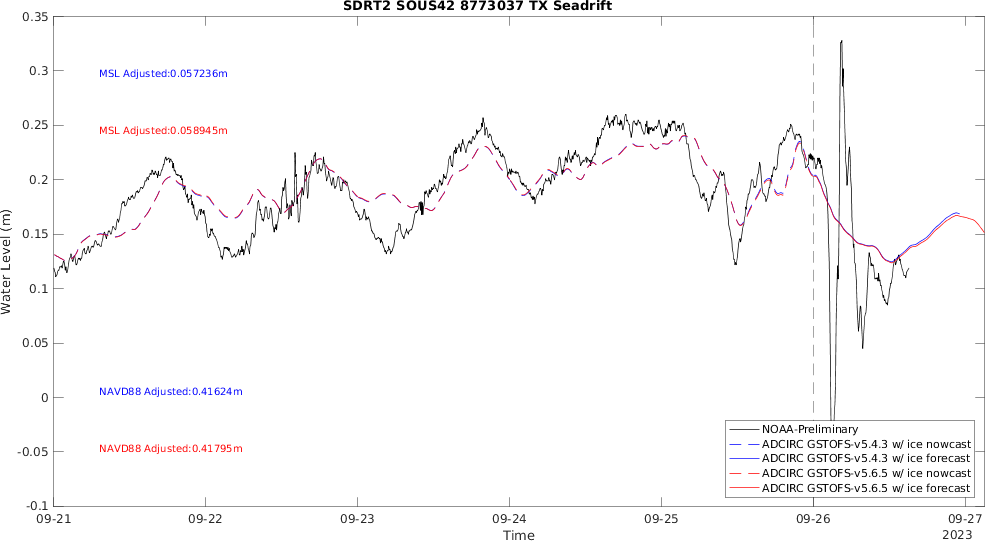 SDRT2 SOUS42 8773037 TX Seadrift
0.35
0.3
0.25
0.2
0.15
0.1
0.05
0
-0.05
-0.1
Water Level (m)
MSL Adjusted:0.057236m
MSL Adjusted:0.058945m
NAVD88 Adjusted:0.41624m
NAVD88 Adjusted:0.41795m
NOAA-Preliminary
ADCIRC GSTOFS-v5.4.3 w/ ice nowcast
ADCIRC GSTOFS-v5.4.3 w/ ice forecast
ADCIRC GSTOFS-v5.6.5 w/ ice nowcast
ADCIRC GSTOFS-v5.6.5 w/ ice forecast
09-21 09-22 09-23 09-24 09-25 09-26 09-27
2023
Time